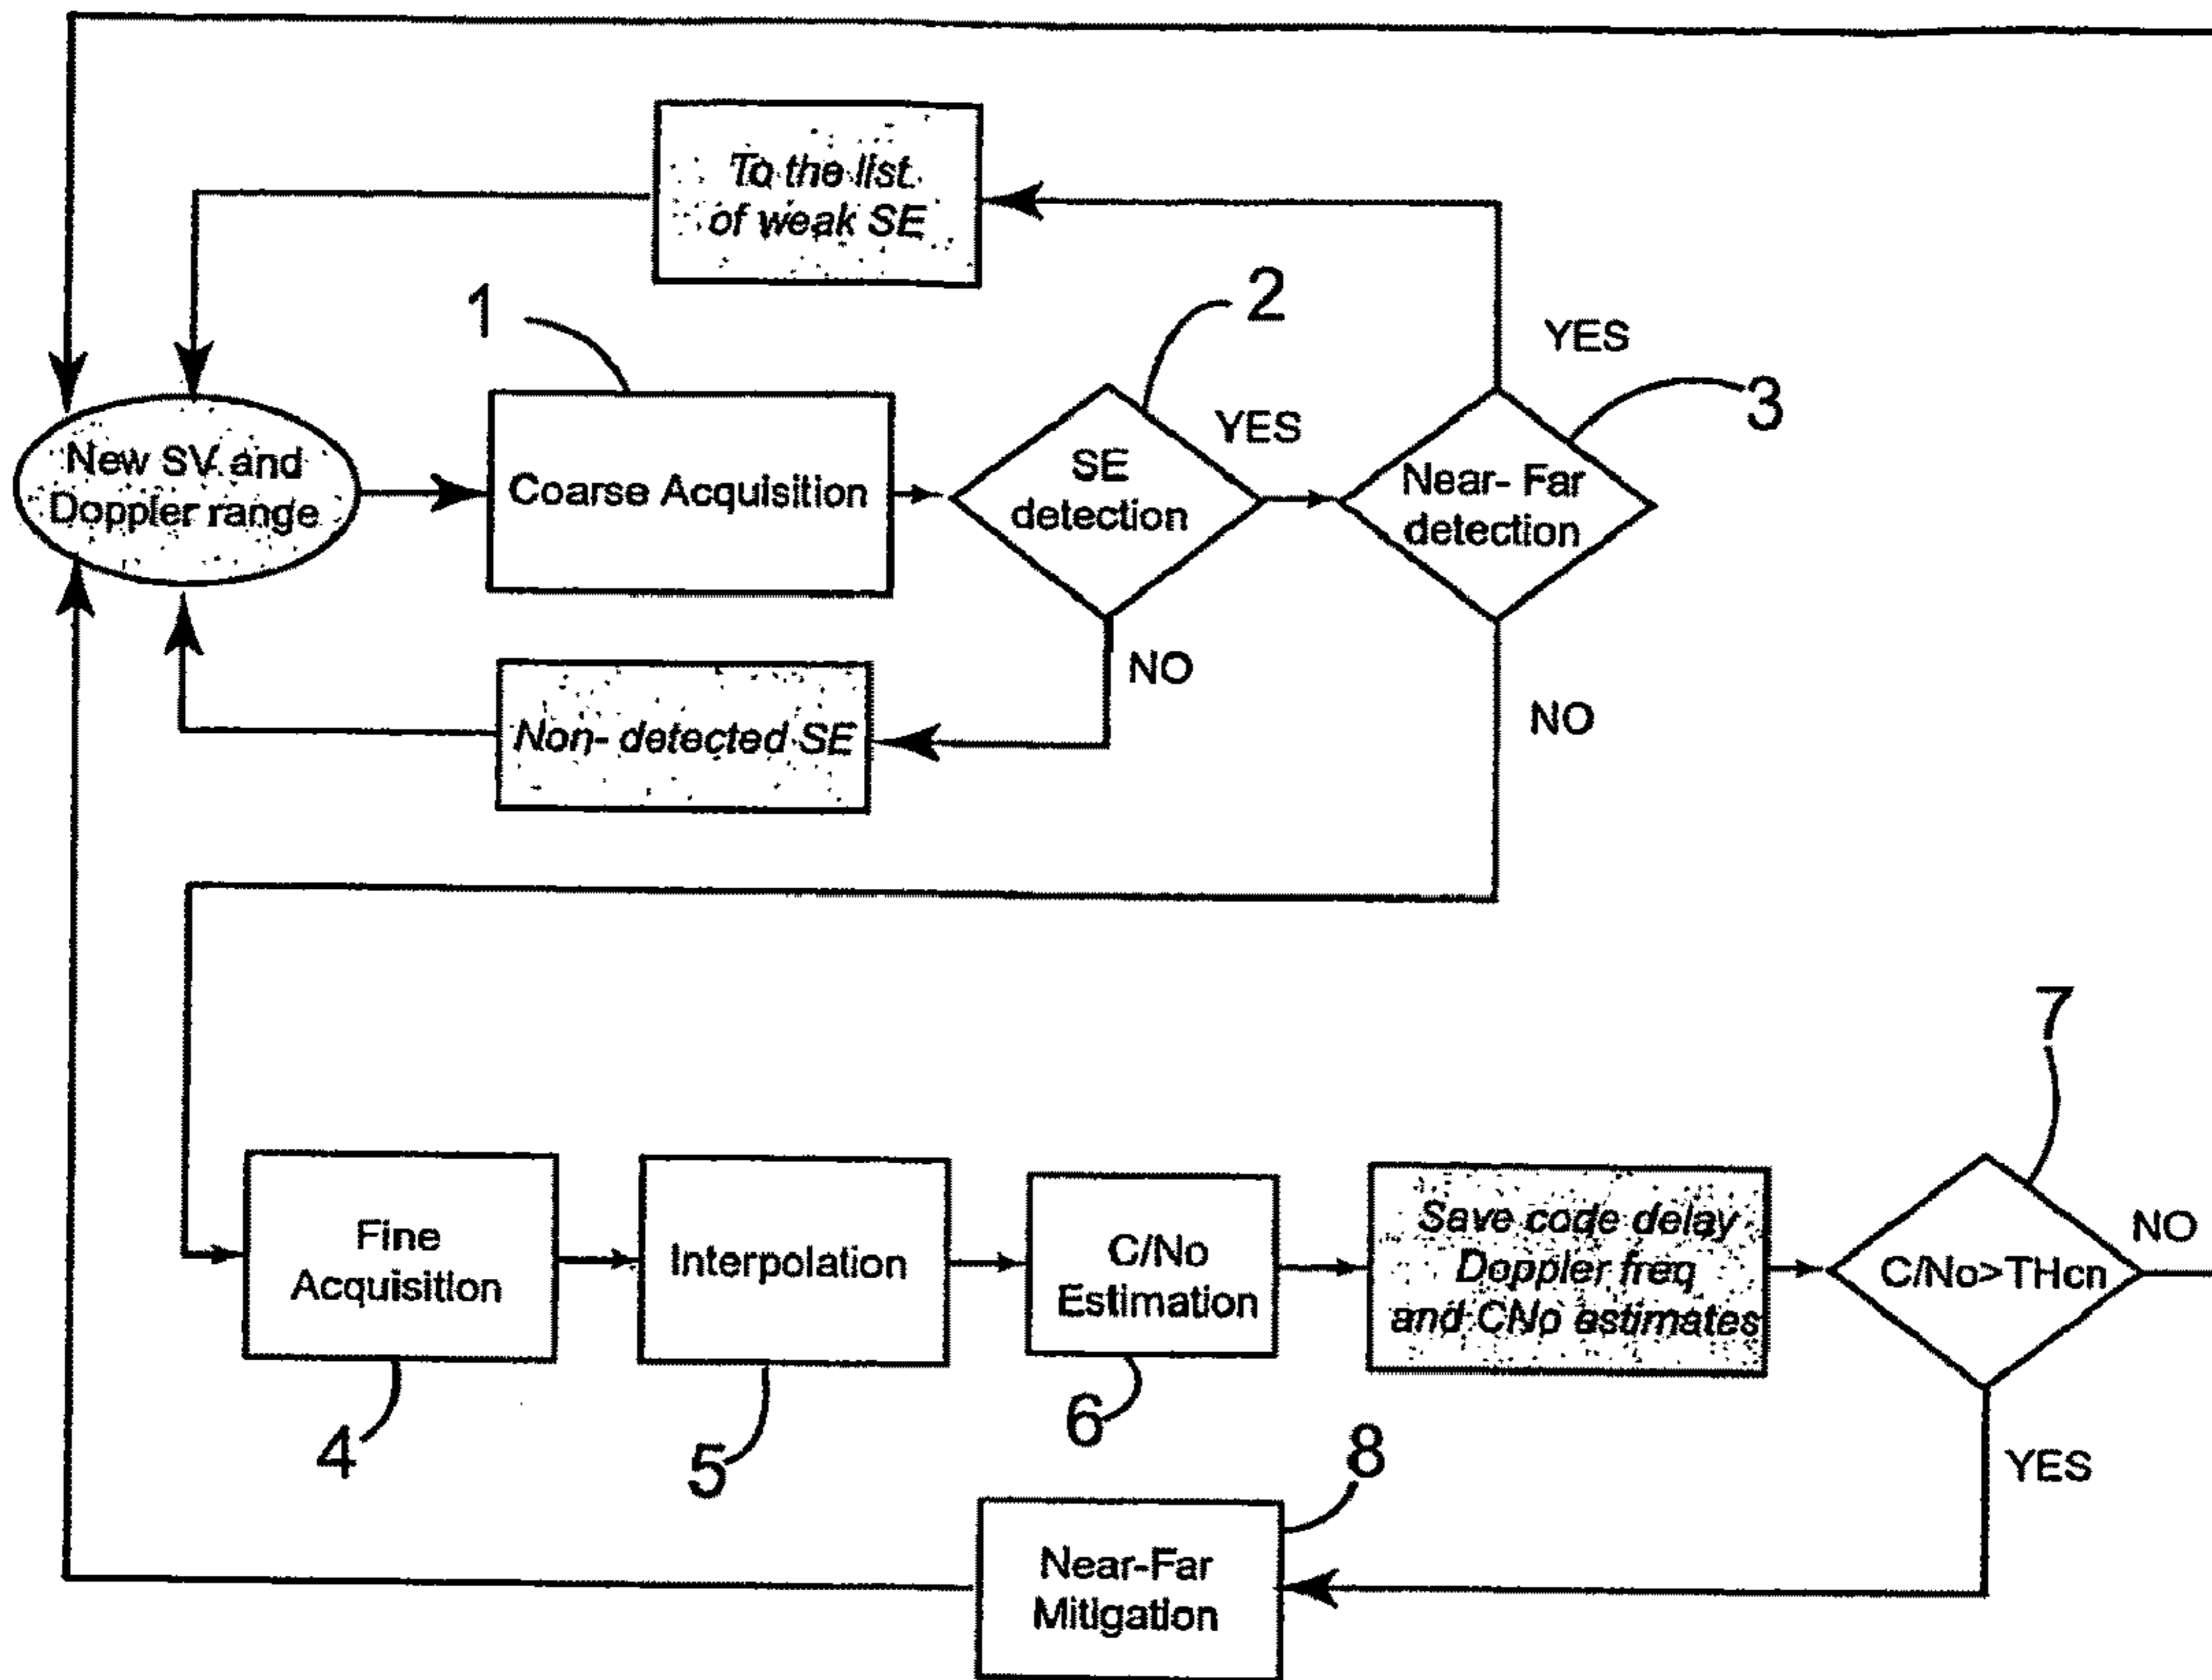 To the list
of weak SE
1
2
YES
3
New SV and
Doppler range
Coarse Acquisition
SE
detection
YES
Near- Far
detection
NO
Non- detected SE
NO
7
Fine
Acquisition
Interpolation
C/No
Estimation
Save code delay
Doppler freq
and CNo estimates
C/No>THcn
NO
4
5
6
8
YES
Near-Far
Mitigation